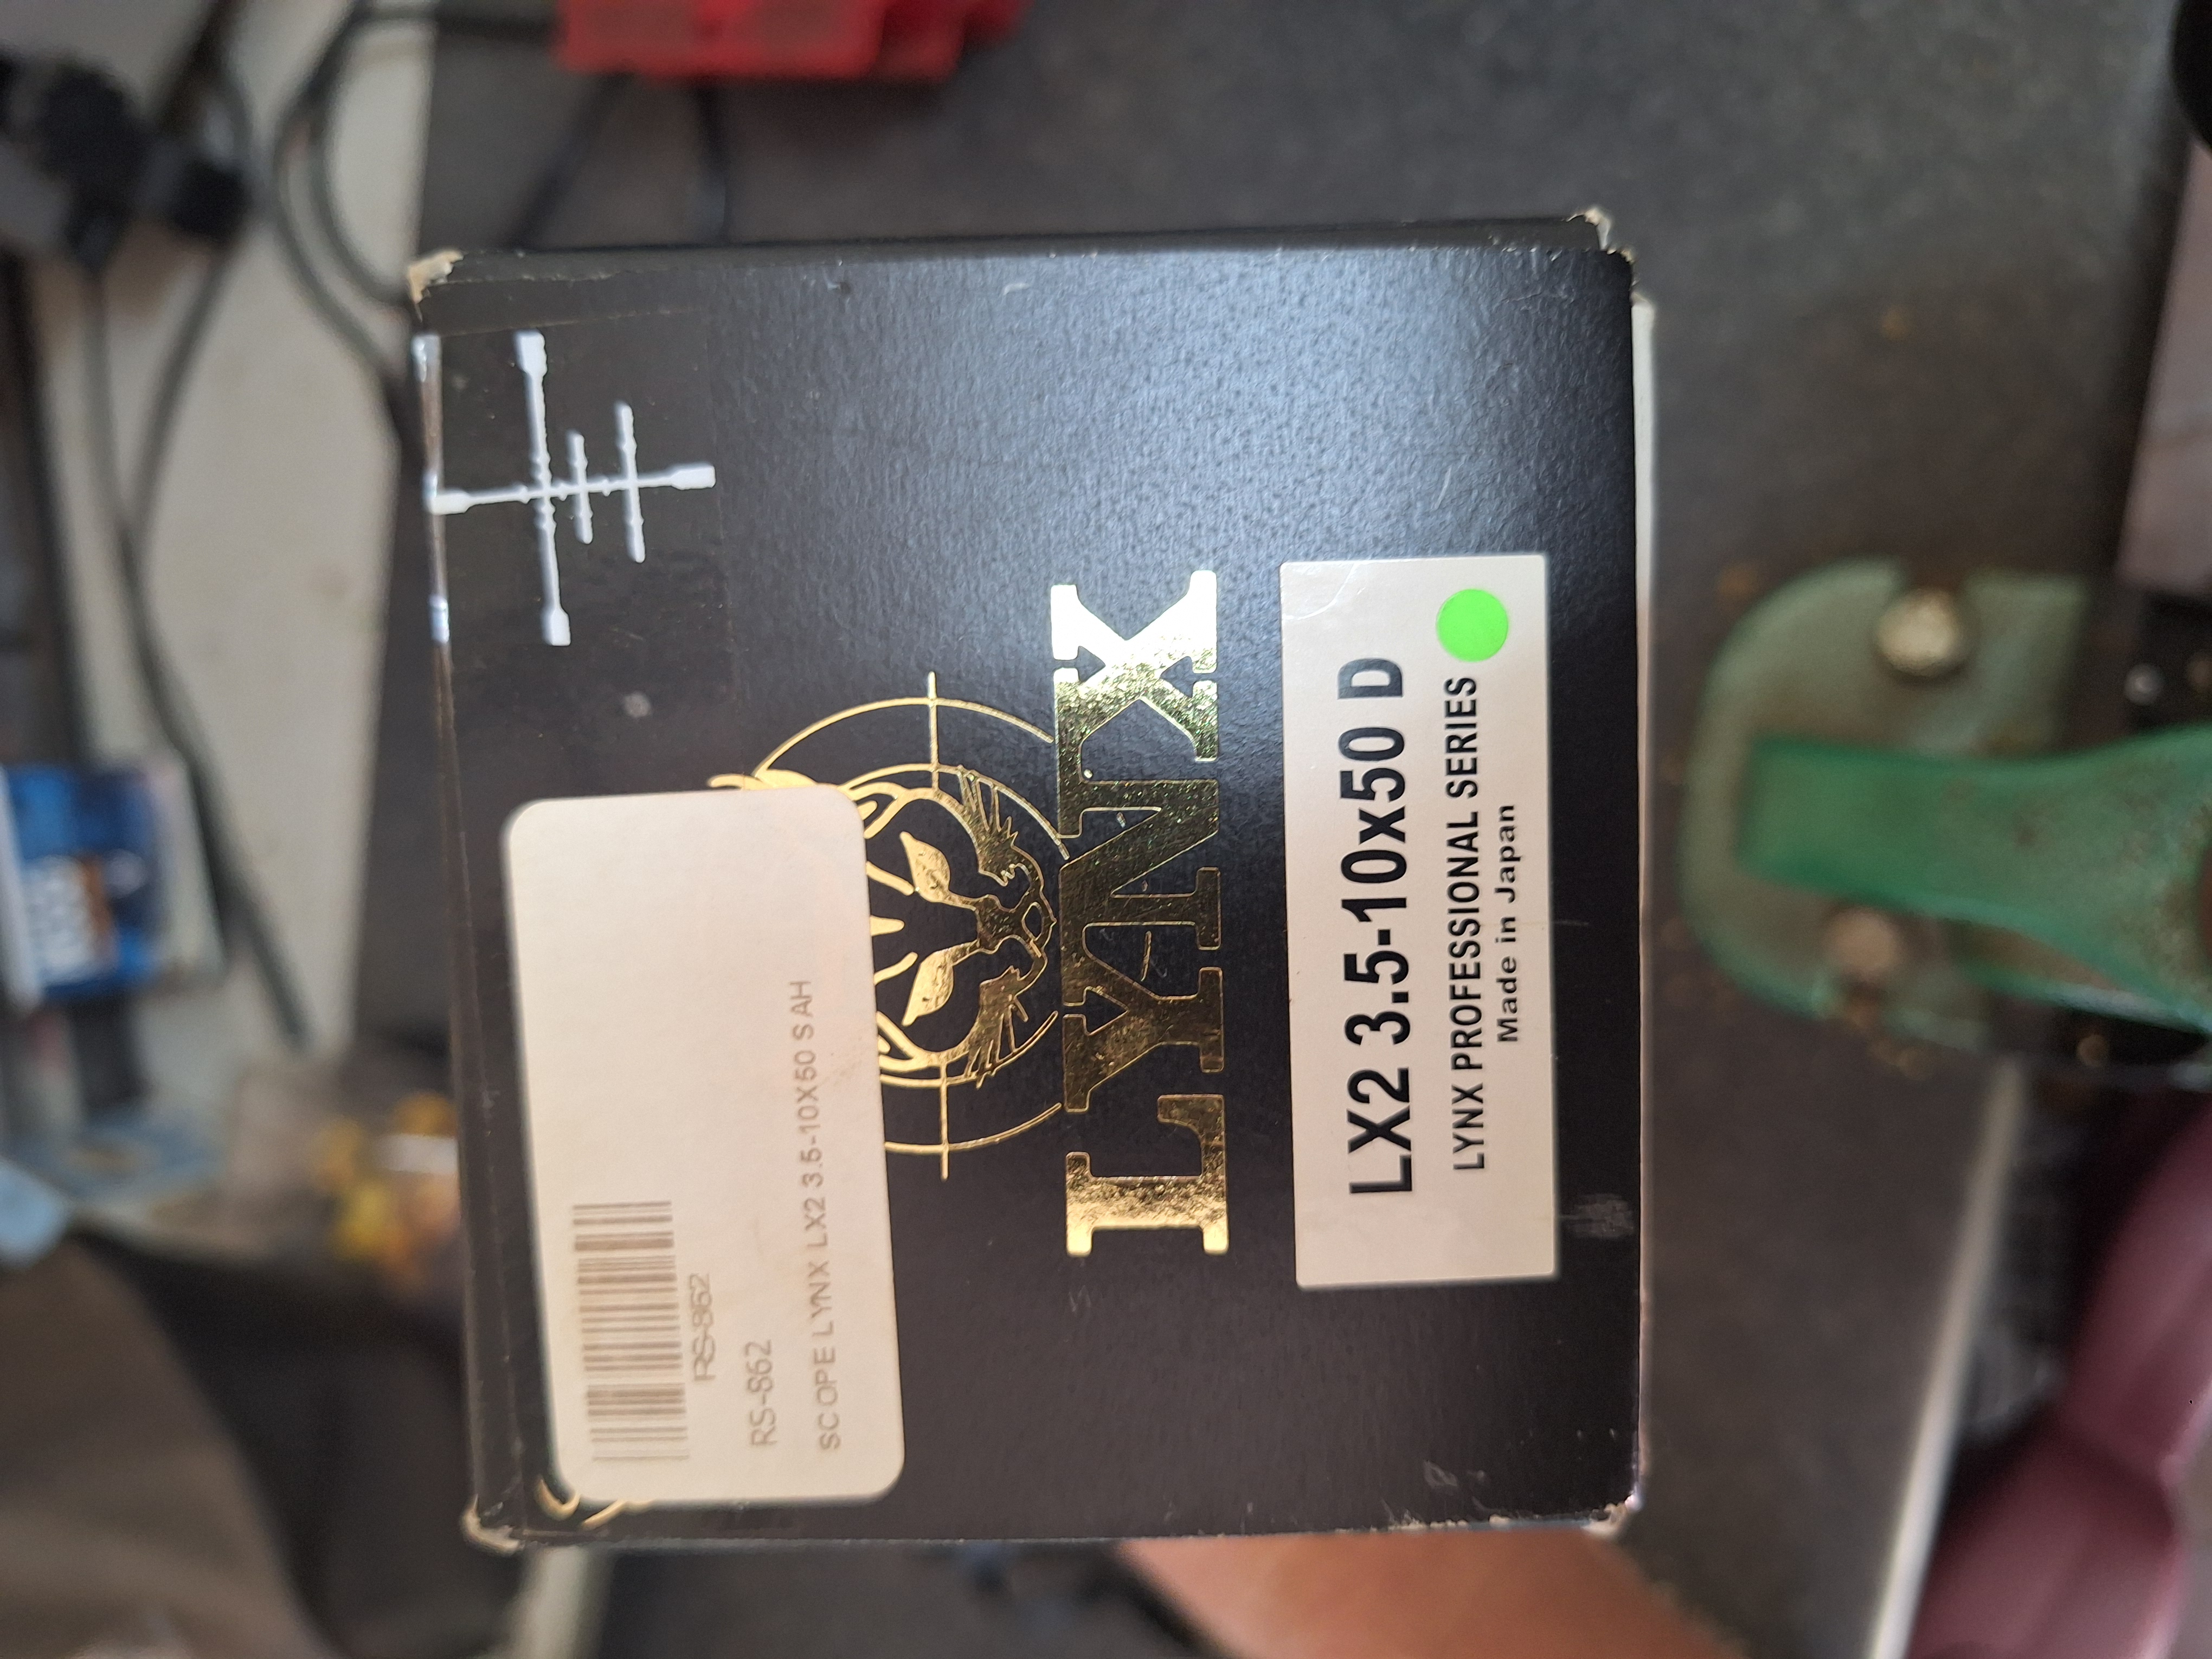 RS-862
RS-862
SCOPE LYNX LX2 3.5-10X50 SAH
LYNX
LX2 3.5-10x50 D
LYNX PROFESSIONAL SERIES
Made in Japan